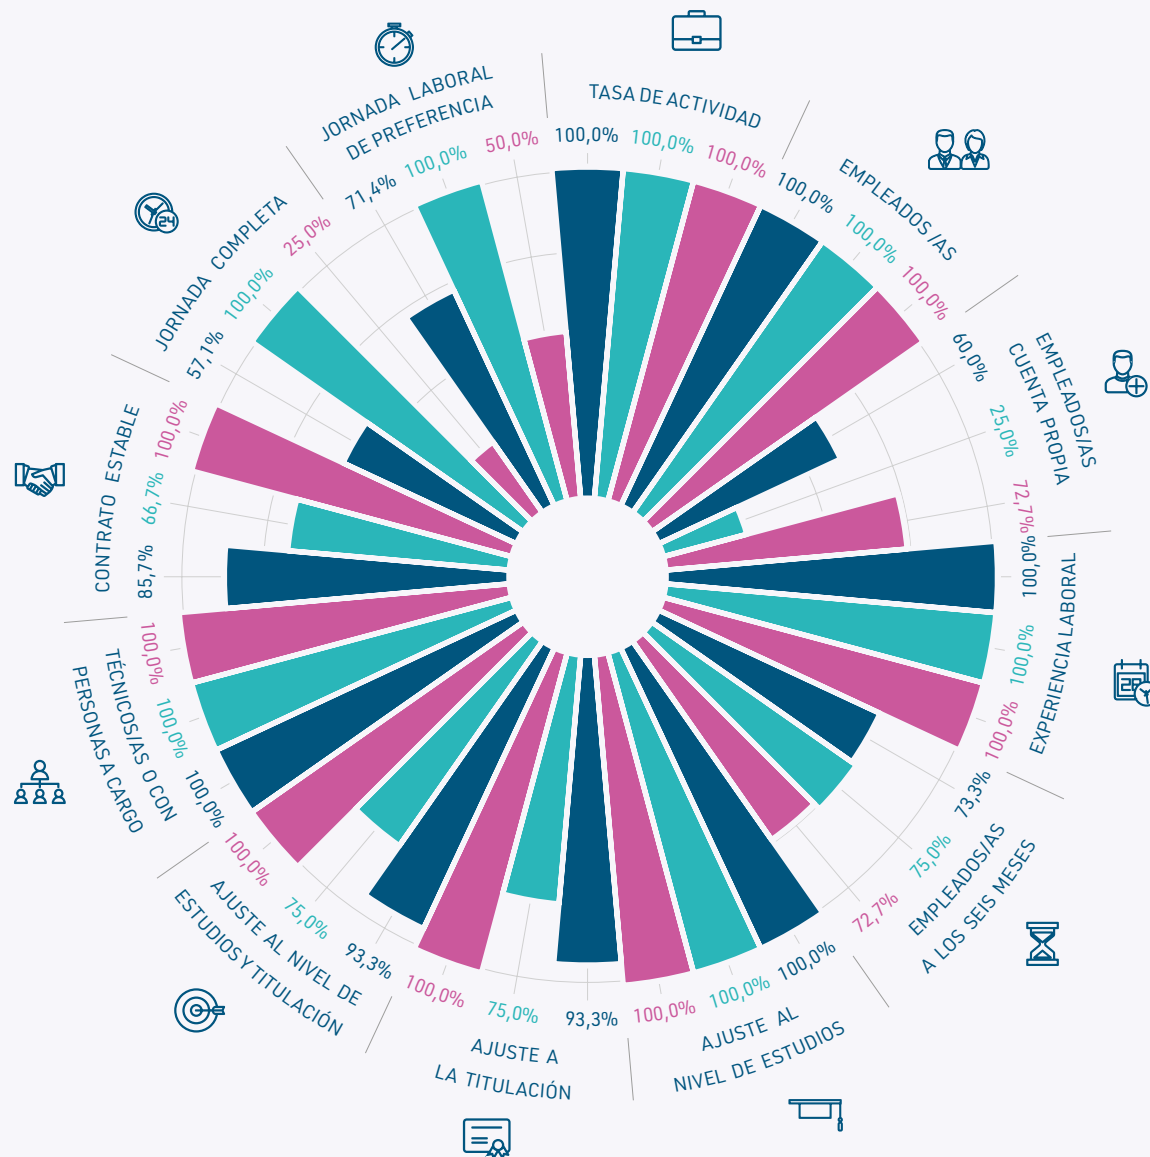 TASA DE ACTIVIDAD
100,0%
100,0%
100,0%
EMPLEADOS /AS
100,0%
100,0%
100,0%
EMPLEADOS/AS
CUENTA PROPIA
60,0%
25,0%
72,7%
EXPERIENCIA LABORAL
100,0%
100,0%
100,0%
EMPLEADOS/AS
A LOS SEIS MESES
73,3%
75,0%
72,7%
AJUSTE AL
NIVEL DE ESTUDIOS
100,0%
100,0%
100,0%
AJUSTE A
LA TITULACIÓN
93,3%
75,0%
100,0%
AJUSTE AL NIVEL DE
ESTUDIOS Y TITULACIÓN
93,3%
75,0%
100,0%
TÉCNICOS/AS O CON
PERSONAS A CARGO
100,0%
100,0%
100,0%
CONTRATO ESTABLE
85,7%
66,7%
100,0%
JORNADA COMPLETA
57,1%
100,0%
25,0%
JORNADA LABORAL
DE PREFERENCIA
71,4%
100,0%
50,0%
24